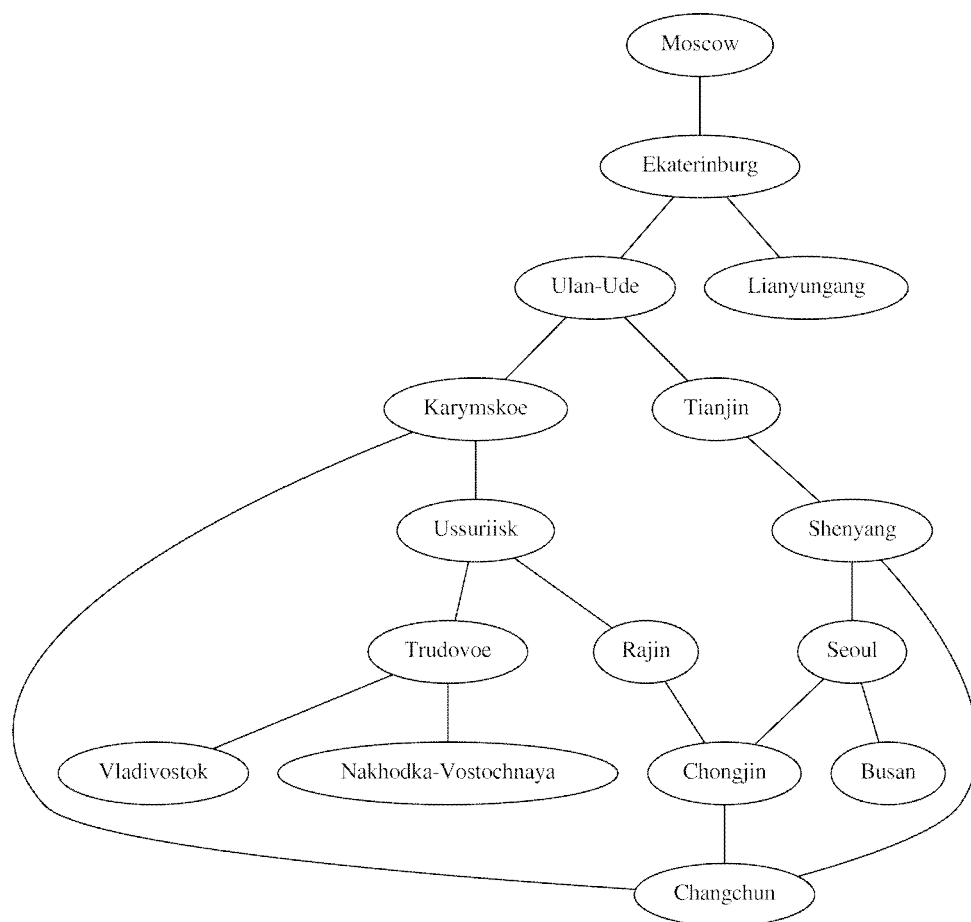 Moscow
Ekaterinburg
Ulan-Ude
Lianyungang
Karymskoe
Tianjin
Ussuriisk
Shenyang
Trudovoe
Rajin
Seoul
Vladivostok
Nakhodka-Vostochnaya
Chongjin
Busan
Changchun